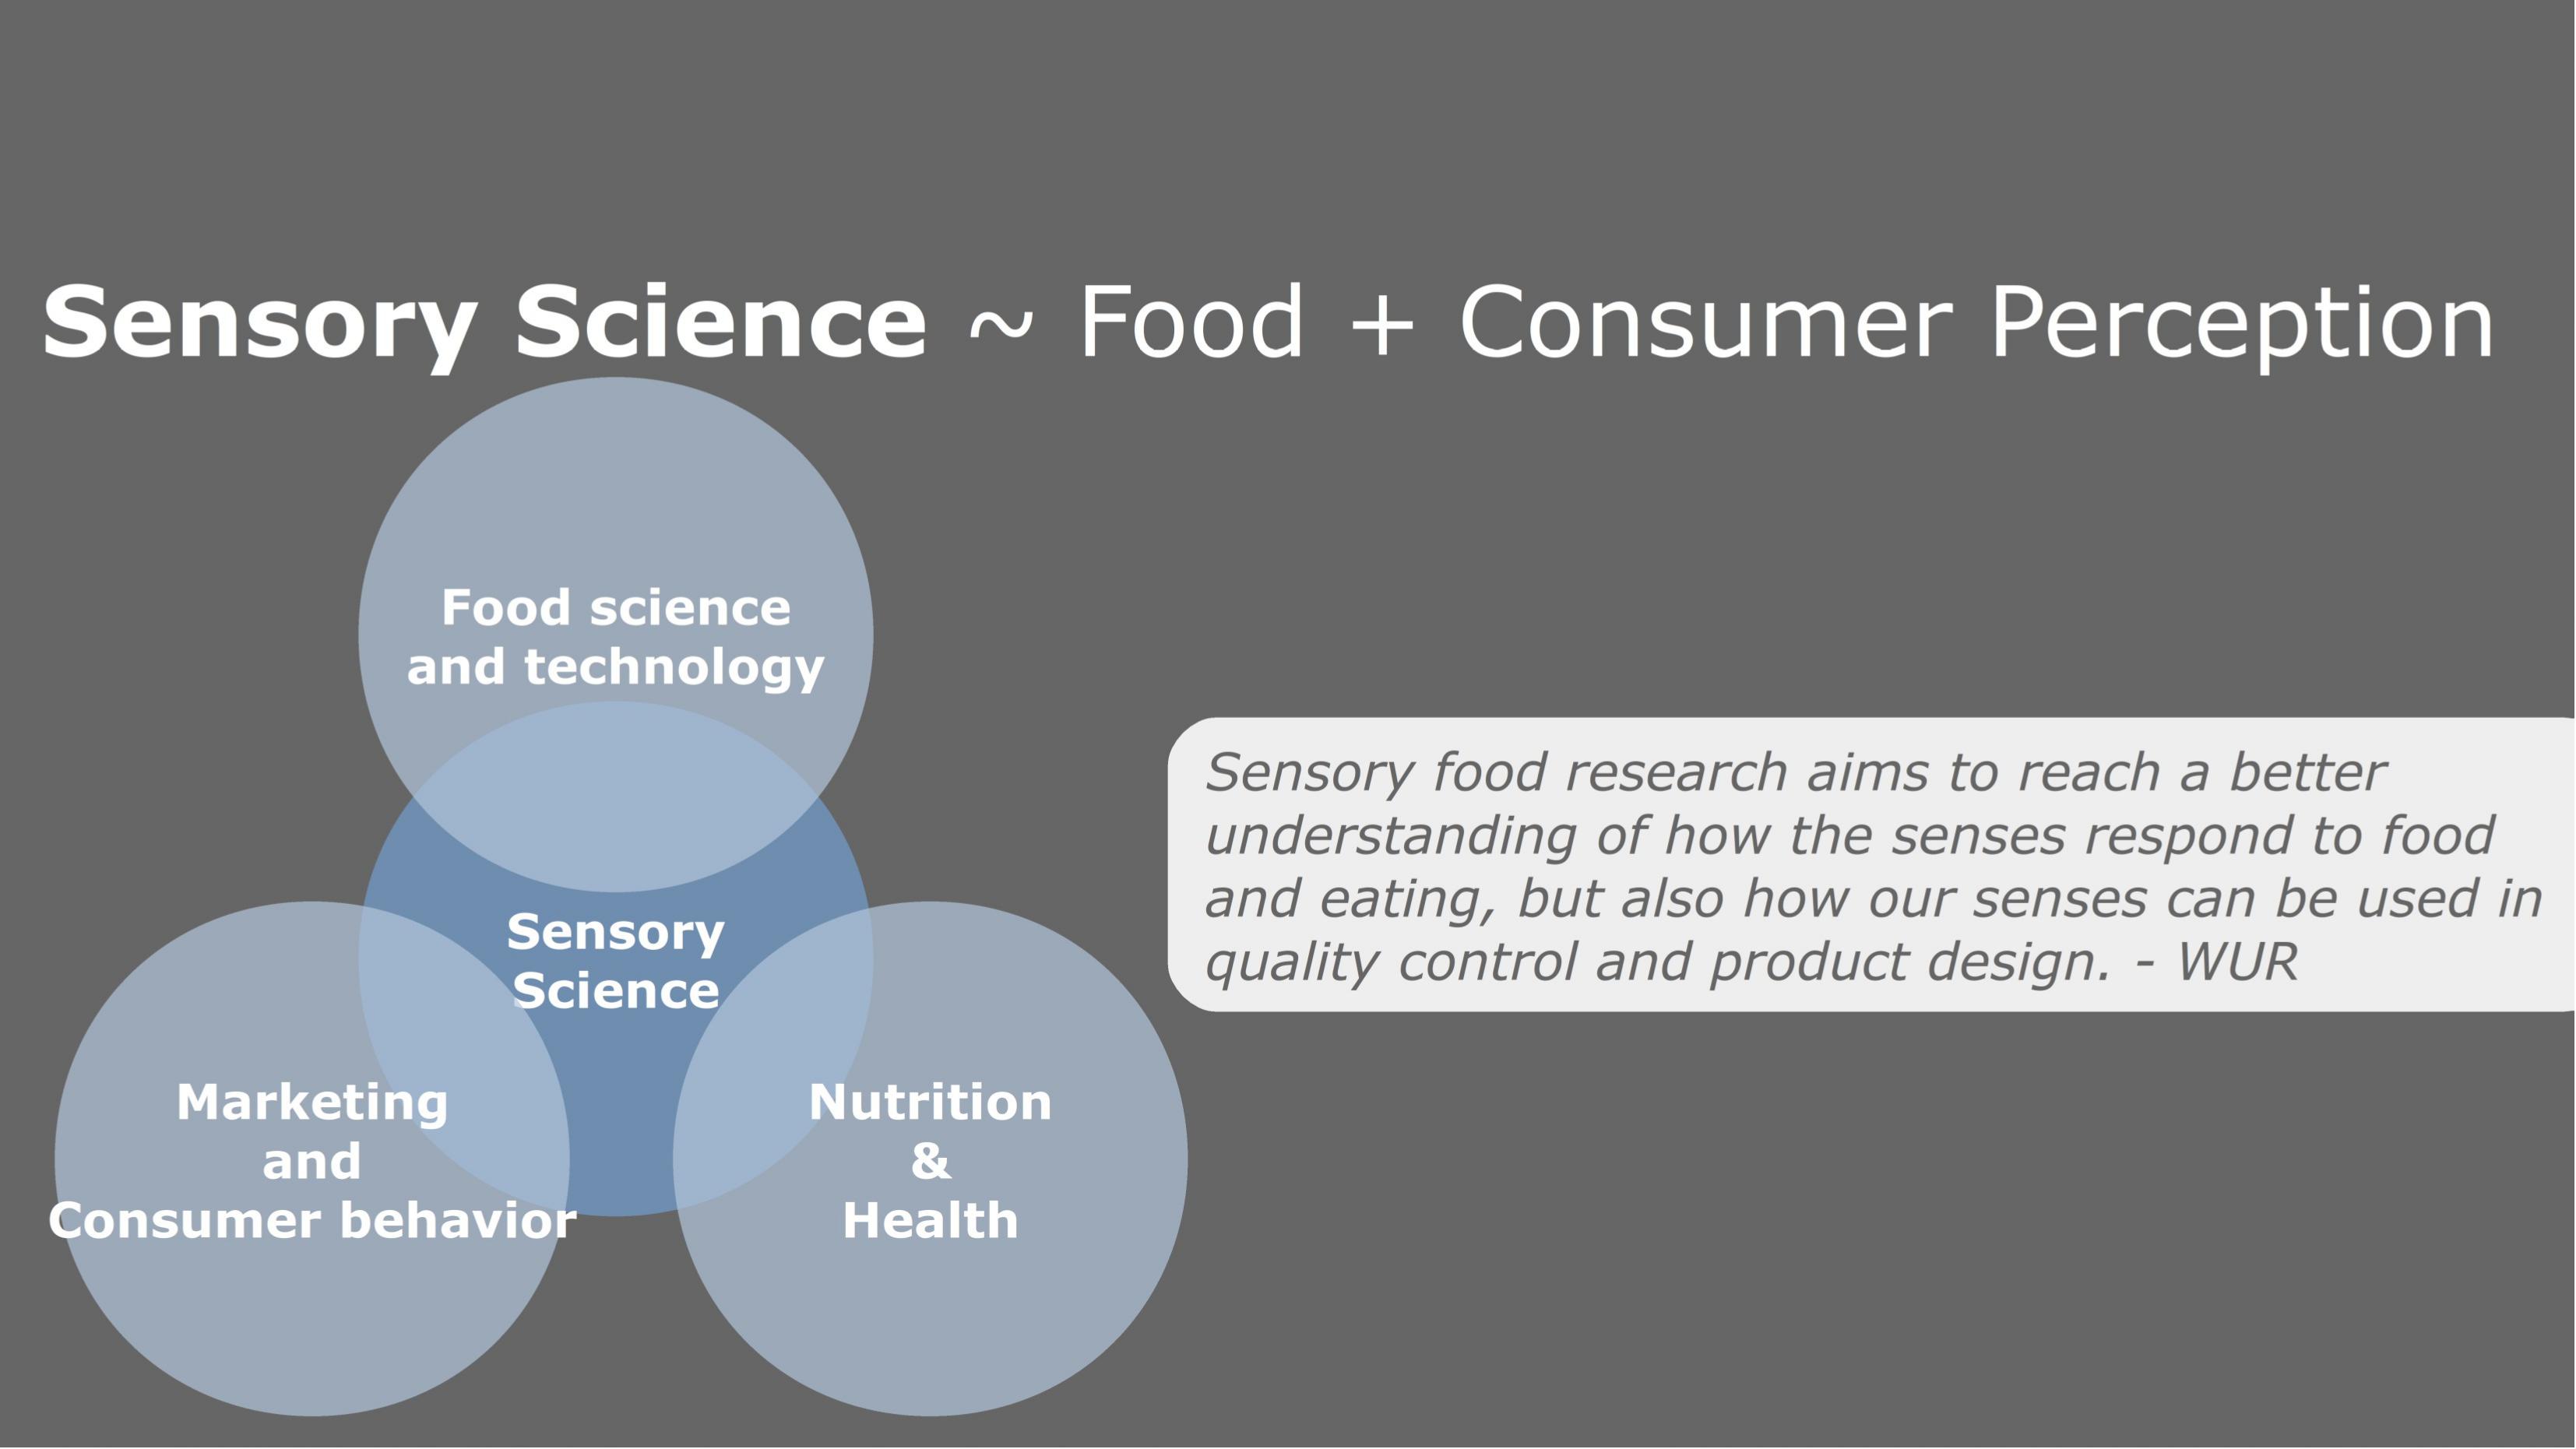 Sensory Science ~ Food + Consumer Perception
Food science
and technology
Sensory
Science
Marketing
and
Consumer behavior
Nutrition
&
Health
Sensory food research aims to reach a better
understanding of how the senses respond to food
and eating, but also how our senses can be used in
quality control and product design. - WUR